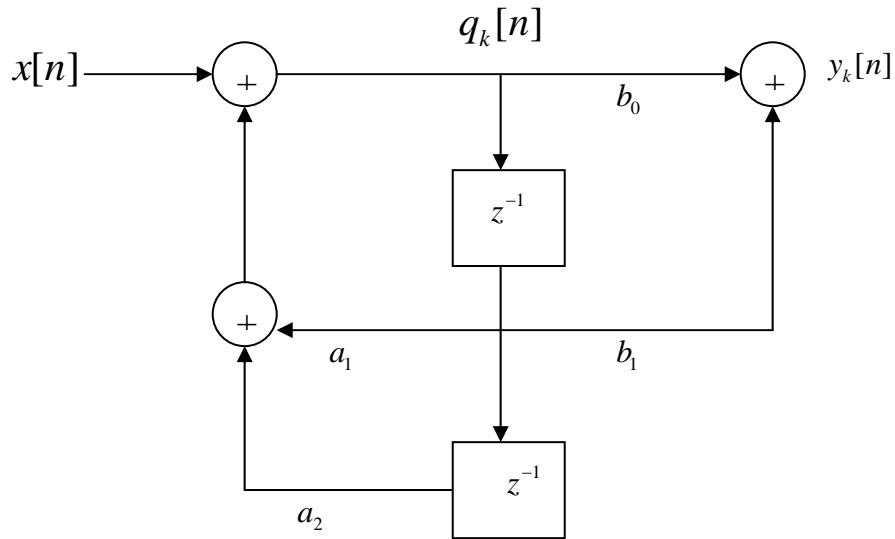 q_k[n]
x[n]
+
+
y_k[n]
b_0
z^{-1}
+
a_1
b_1
z^{-1}
a_2